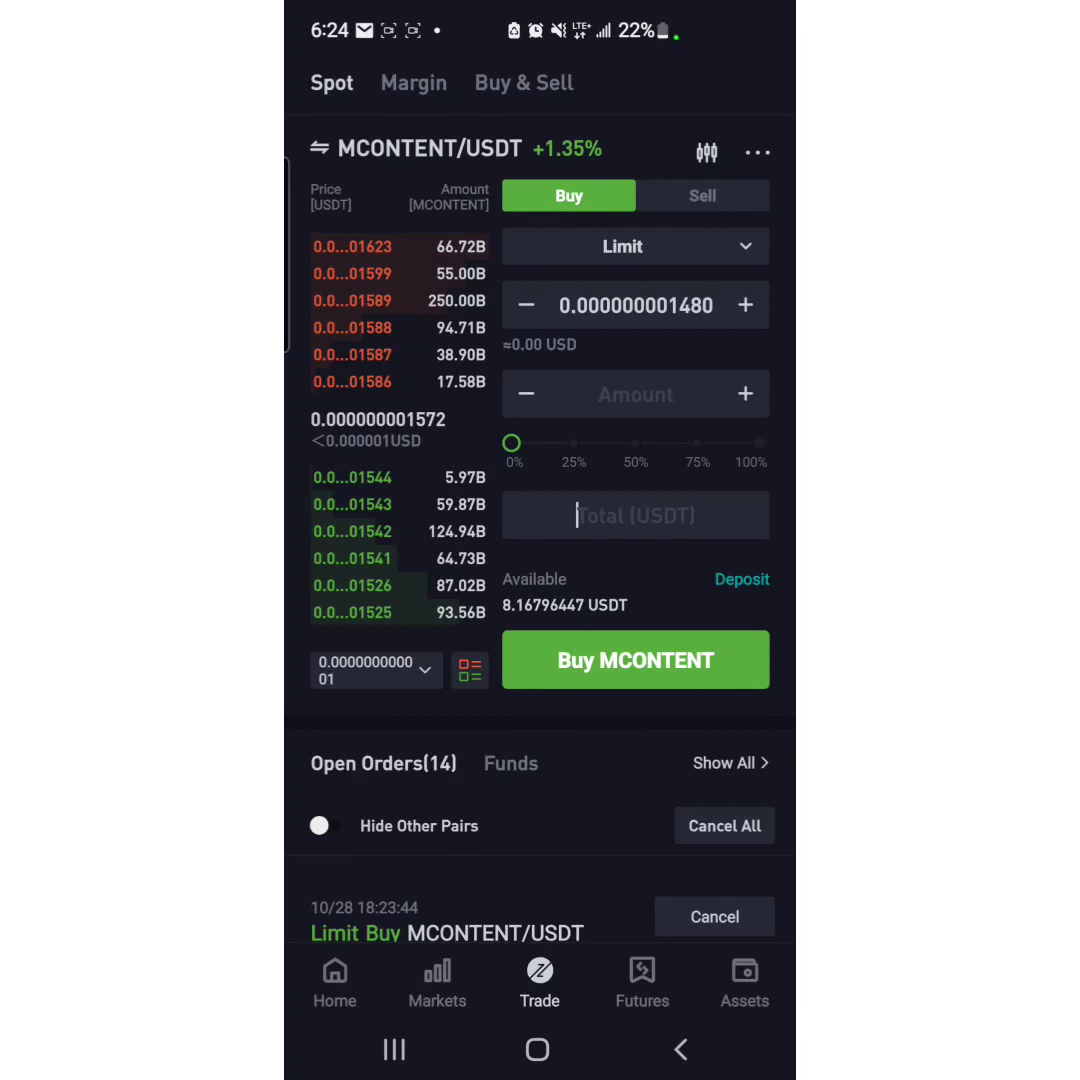 6:24
LTE+
22%
Spot Margin Buy & Sell
MCONTENT/USDT +1.35%
Price Amount
[USDT] [MCONTENT]
Buy Sell
0.0...01623 66.72B
0.0...01599 55.00B
0.0...01589 250.00B
0.0...01588 94.71B
0.0...01587 38.90B
0.0...01586 17.58B
0.000000001572
<0.000001USD
0.0...01544 5.97B
0.0...01543 59.87B
0.0...01542 124.94B
0.0...01541 64.73B
0.0...01526 87.02B
0.0...01525 93.56B
0.0000000000
01
Limit
− 0.000000001480 +
≈0.00 USD
− Amount +
0% 25% 50% 75% 100%
Total (USDT)
Available Deposit
8.16796447 USDT
Buy MCONTENT
Open Orders(14) Funds Show All >
Hide Other Pairs Cancel All
10/28 18:23:44
Cancel
Limit Buy MCONTENT/USDT
Home Markets Trade Futures Assets